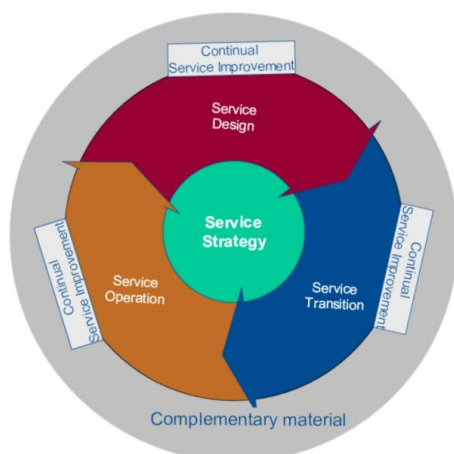 Continual
Service Improvement
Service
Design
Service
Strategy
Continual
Service Improvement
Service
Operation
Service
Transition
Continual
Service Improvement
Complementary material